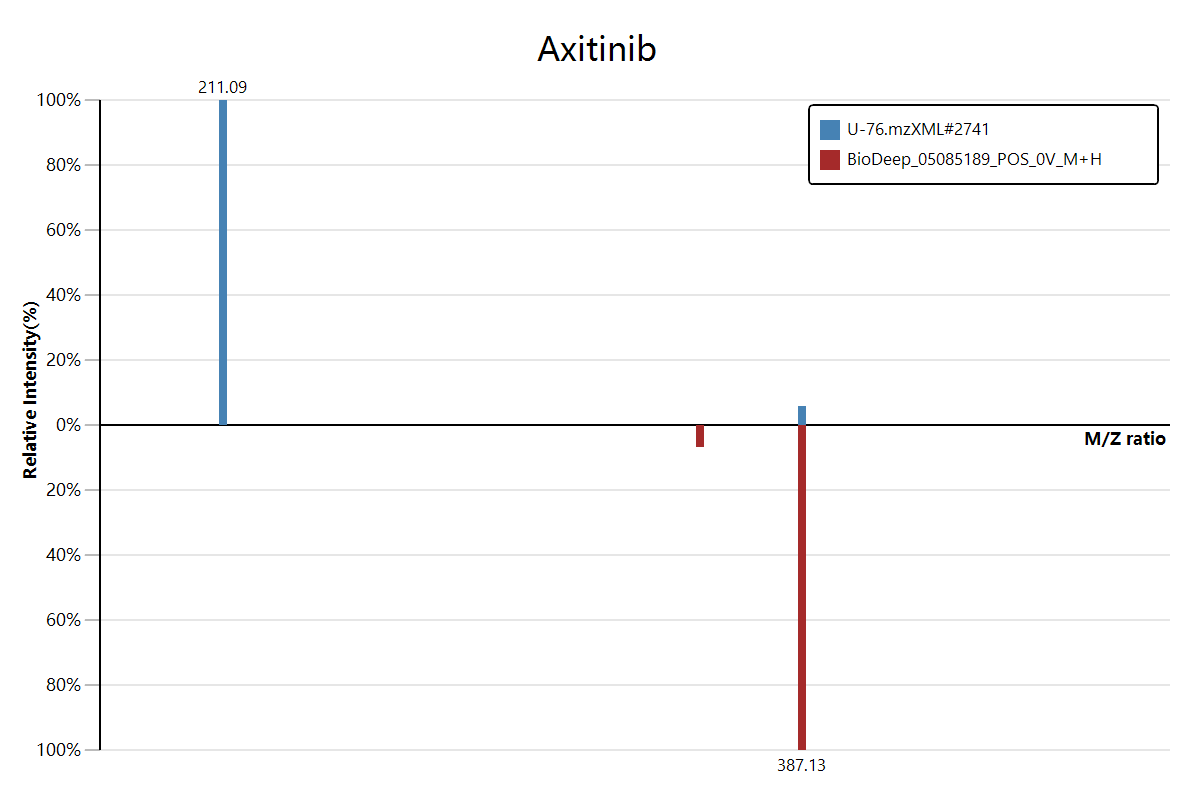 Axitinib
211.09
U-76.mzXML#2741
BioDeep_05085189_POS_0V_M+H
100%
80%
60%
40%
20%
0%
20%
40%
60%
80%
100%
Relative Intensity(%)
M/Z ratio
387.13